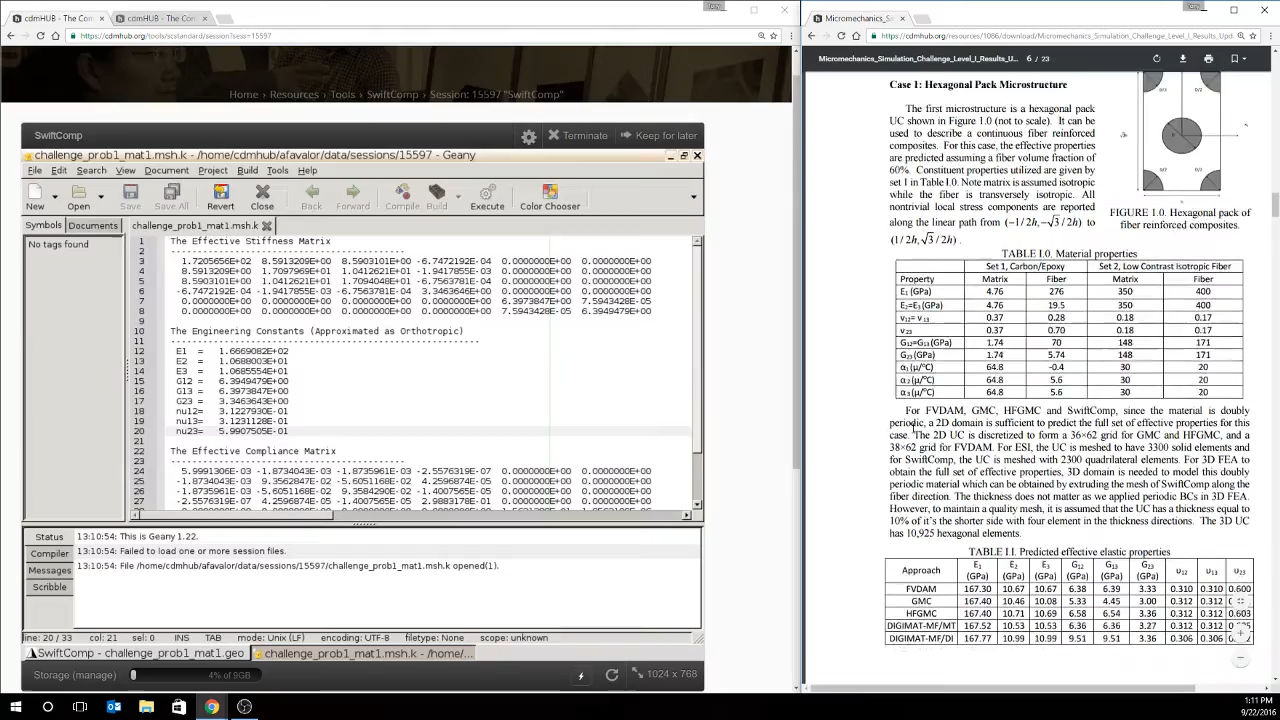 cdmHUB - The Cor
cdmHUB - The Cor
https://cdmhub.org/tools/scstandard/session?sess=15597
Home › Resources › Tools › SwiftComp › Session: 15597 "SwiftComp"
SwiftComp
Terminate
Keep for later
challenge_prob1_mat1.msh.k - /home/cdmhub/afavalor/data/sessions/15597 - Geany
File Edit Search View Document Project Build Tools Help
New Open Save Save All Revert Close Back Forward Compile Build Execute Color Chooser
Symbols Documents
challenge_prob1_mat1.msh.k
No tags found
1 The Effective Stiffness Matrix
2 ----------------------------------------
3 1.7205656E+02 8.5913209E+00 8.5903101E+00 -6.7472192E-04 0.0000000E+00 0.0000000E+00
4 8.5913209E+00 1.7097969E+01 1.0412621E+01 -1.9417855E-03 0.0000000E+00 0.0000000E+00
5 8.5903101E+00 1.0412621E+01 1.7094048E+01 -6.7563781E-04 0.0000000E+00 0.0000000E+00
6 -6.7472192E-04 -1.9417855E-03 -6.7563781E-04 3.3463640E+00 0.0000000E+00 0.0000000E+00
7 0.0000000E+00 0.0000000E+00 0.0000000E+00 0.0000000E+00 6.3973847E+00 7.5943428E-05
8 0.0000000E+00 0.0000000E+00 0.0000000E+00 0.0000000E+00 7.5943428E-05 6.3949479E+00
9
10 The Engineering Constants (Approximated as Orthotropic)
11 ----------------------------------------
12 E1 = 1.6669082E+02
13 E2 = 1.0688003E+01
14 E3 = 1.0685554E+01
15 G12 = 6.3949479E+00
16 G13 = 6.3973847E+00
17 G23 = 3.3463643E+00
18 nu12= 3.1227930E-01
19 nu13= 3.1231128E-01
20 nu23= 5.9907505E-01
21
22 The Effective Compliance Matrix
23 ----------------------------------------
24 5.9991306E-03 -1.8734043E-03 -1.8735961E-03 -2.5576319E-07 0.0000000E+00 0.0000000E+00
25 -1.8734043E-03 9.3562968E-02 -5.6051168E-02 4.2596874E-05 0.0000000E+00 0.0000000E+00
26 -1.8735961E-03 -5.6051168E-02 9.3584290E-02 -1.4007565E-05 0.0000000E+00 0.0000000E+00
27 -2.5576319E-07 4.2596874E-05 -1.4007565E-05 2.9883178E-01 0.0000000E+00 0.0000000E+00
Status
Compiler
Messages
Scribble
13:10:54: This is Geany 1.22.
13:10:54: Failed to load one or more session files.
13:10:54: File /home/cdmhub/afavalor/data/sessions/15597/challenge_prob1_mat1.msh.k opened(1).
line: 20 / 33 col: 21 sel: 0 INS TAB mode: Unix (LF) encoding: UTF-8 filetype: None scope: unknown
SwiftComp - challenge_prob1_mat1.geo
challenge_prob1_mat1.msh.k - /home/...
Storage (manage)
4% of 9GB
1024 x 768
Micromechanics_Si
https://cdmhub.org/resources/1086/download/Micromechanics_Simulation_Challenge_Level_I_Results_Upd
Micromechanics_Simulation_Challenge_Level_I_Results_U... 6 / 23
Case 1: Hexagonal Pack Microstructure
The first microstructure is a hexagonal pack
UC shown in Figure 1.0 (not to scale). It can be
used to describe a continuous fiber reinforced
composites. For this case, the effective properties
are predicted assuming a fiber volume fraction of
60%. Constituent properties utilized are given by
set 1 in Table I.0. Note matrix is assumed isotropic
while the fiber is transversely isotropic. All
nontrivial local stress components are reported
along the linear path from (−1/2h,−√3/2h) to
(1/2h,√3/2h) .
FIGURE 1.0. Hexagonal pack of
fiber reinforced composites.
TABLE I.0. Material properties
Set 1, Carbon/Epoxy Set 2, Low Contrast Isotropic Fiber
Property Matrix Fiber Matrix Fiber
E1 (GPa) 4.76 276 350 400
E2=E3 (GPa) 4.76 19.5 350 400
ν12= ν13 0.37 0.28 0.18 0.17
ν23 0.37 0.70 0.18 0.17
G12=G13 (GPa) 1.74 70 148 171
G23 (GPa) 1.74 5.74 148 171
α1 (μ/°C) 64.8 -0.4 30 20
α2 (μ/°C) 64.8 5.6 30 20
α3 (μ/°C) 64.8 5.6 30 20
For FVDAM, GMC, HFGMC and SwiftComp, since the material is doubly
periodic, a 2D domain is sufficient to predict the full set of effective properties for this
case. The 2D UC is discretized to form a 36×62 grid for GMC and HFGMC, and a
38×62 grid for FVDAM. For ESI, the UC is meshed to have 3300 solid elements and
for SwiftComp, the UC is meshed with 2300 quadrilateral elements. For 3D FEA to
obtain the full set of effective properties, 3D domain is needed to model this doubly
periodic material which can be obtained by extruding the mesh of SwiftComp along the
fiber direction. The thickness does not matter as we applied periodic BCs in 3D FEA.
However, to maintain a quality mesh, it is assumed that the UC has a thickness equal to
10% of it's the shorter side with four element in the thickness directions. The 3D UC
has 10,925 hexagonal elements.
TABLE I.I. Predicted effective elastic properties
Approach E1 (GPa) E2 (GPa) E3 (GPa) G12 (GPa) G13 (GPa) G23 (GPa) υ12 υ13 υ23
FVDAM 167.30 10.67 10.67 6.38 6.39 3.33 0.310 0.310 0.600
GMC 167.40 10.46 10.08 5.33 4.45 3.00 0.312 0.312
HFGMC 167.40 10.71 10.69 6.58 6.54 3.36 0.312 0.312 0.603
DIGIMAT-MF/MT 167.52 10.53 10.53 6.36 6.36 3.27 0.312 0.312
DIGIMAT-MF/DI 167.77 10.99 10.99 9.51 9.51 3.36 0.306 0.306
1:11 PM
9/22/2016